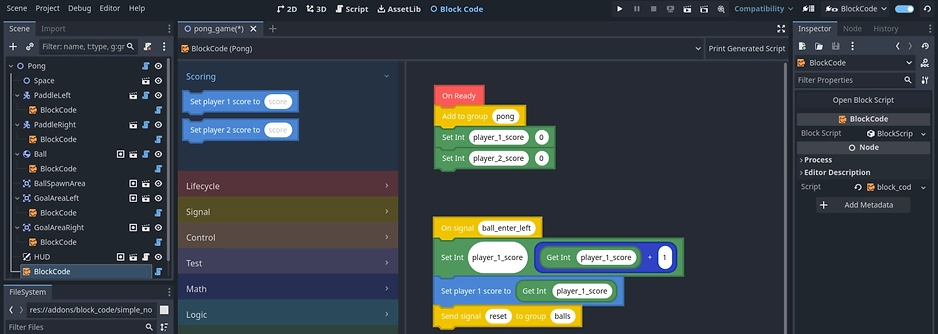 Scene Project Debug Editor Help 2D 3D Script AssetLib Block Code Compatibility BlockCode
Scene Import
Filter: name, t:type, g:gr
Pong
Space
PaddleLeft
BlockCode
PaddleRight
BlockCode
Ball
BlockCode
BallSpawnArea
GoalAreaLeft
BlockCode
GoalAreaRight
BlockCode
HUD
BlockCode
FileSystem
res://addons/block_code/simple_no
Filter Files
pong_game(*)
BlockCode (Pong) Print Generated Script
Scoring
Set player 1 score to score
Set player 2 score to score
Lifecycle
Signal
Control
Test
Math
Logic
On Ready
Add to group pong
Set Int player_1_score 0
Set Int player_2_score 0
On signal ball_enter_left
Set Int player_1_score Get Int player_1_score + 1
Set player 1 score to Get Int player_1_score
Send signal reset to group balls
Inspector Node History
BlockCode
Filter Properties
Open Block Script
BlockCode
Block Script BlockScrip
Node
Process
Editor Description
Script block_cod
Add Metadata